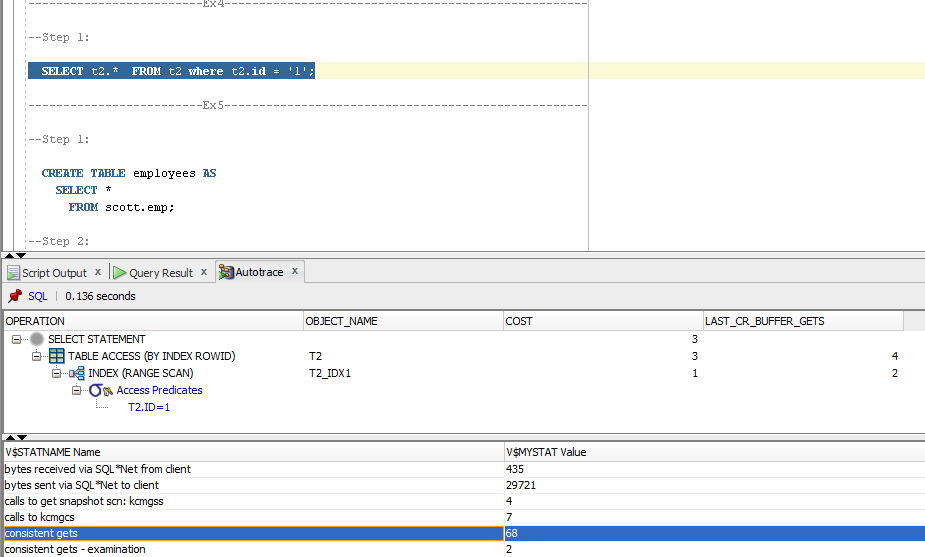 ------------------------Ex4--------------------------------------------------
--Step 1:
SELECT t2.*  FROM t2 where t2.id = '1';
------------------------Ex5--------------------------------------------------
--Step 1:
CREATE TABLE employees AS
SELECT *
FROM scott.emp;
--Step 2:
Script Output x Query Result x Autotrace x
SQL | 0.136 seconds
OPERATION OBJECT_NAME COST LAST_CR_BUFFER_GETS
SELECT STATEMENT 3
TABLE ACCESS (BY INDEX ROWID) T2 3 4
INDEX (RANGE SCAN) T2_IDX1 1 2
Access Predicates
T2.ID=1
V$STATNAME Name V$MYSTAT Value
bytes received via SQL*Net from client 435
bytes sent via SQL*Net to client 29721
calls to get snapshot scn: kcmgss 4
calls to kcmgcs 7
consistent gets 68
consistent gets - examination 2